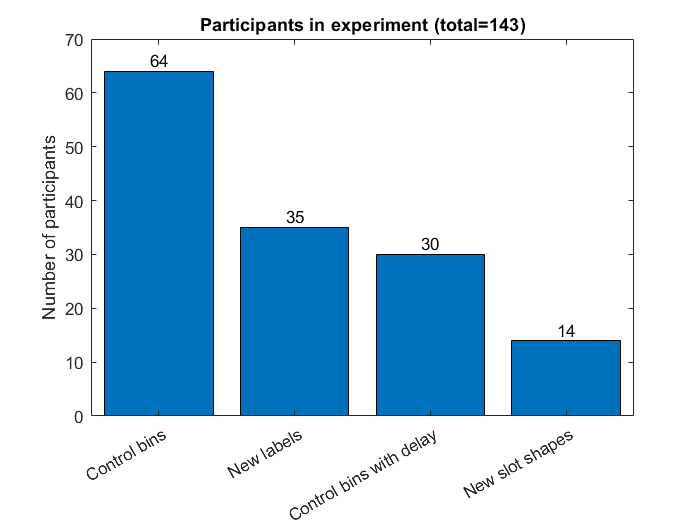 Participants in experiment (total=143)
Number of participants
70
60
50
40
30
20
10
0
64
35
30
14
Control bins
New labels
Control bins with delay
New slot shapes